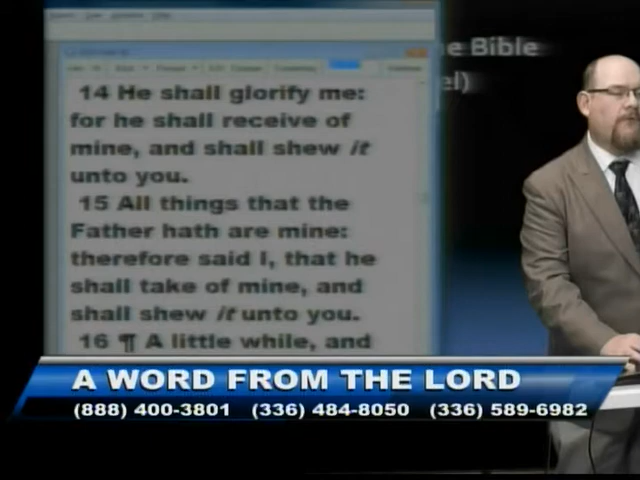 e Bible
el)
14 He shall glorify me:
for he shall receive of
mine, and shall shew it
unto you.
15 All things that the
Father hath are mine:
therefore said I, that he
shall take of mine, and
shall shew it unto you.
16 ¶ A little while, and
A WORD FROM THE LORD
(888) 400-3801 (336) 484-8050 (336) 589-6982